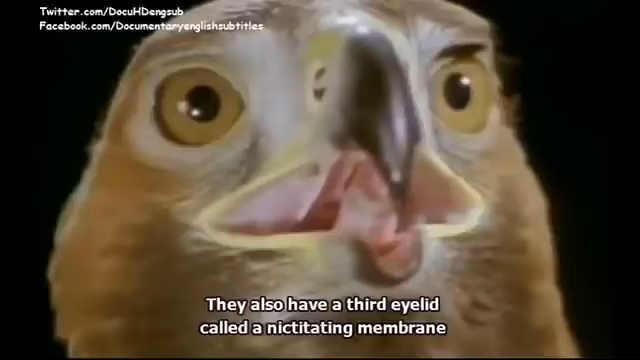 Twitter.com/DocuHDengsub
Facebook.com/Documentaryenglishsubtitles
They also have a third eyelid
called a nictitating membrane